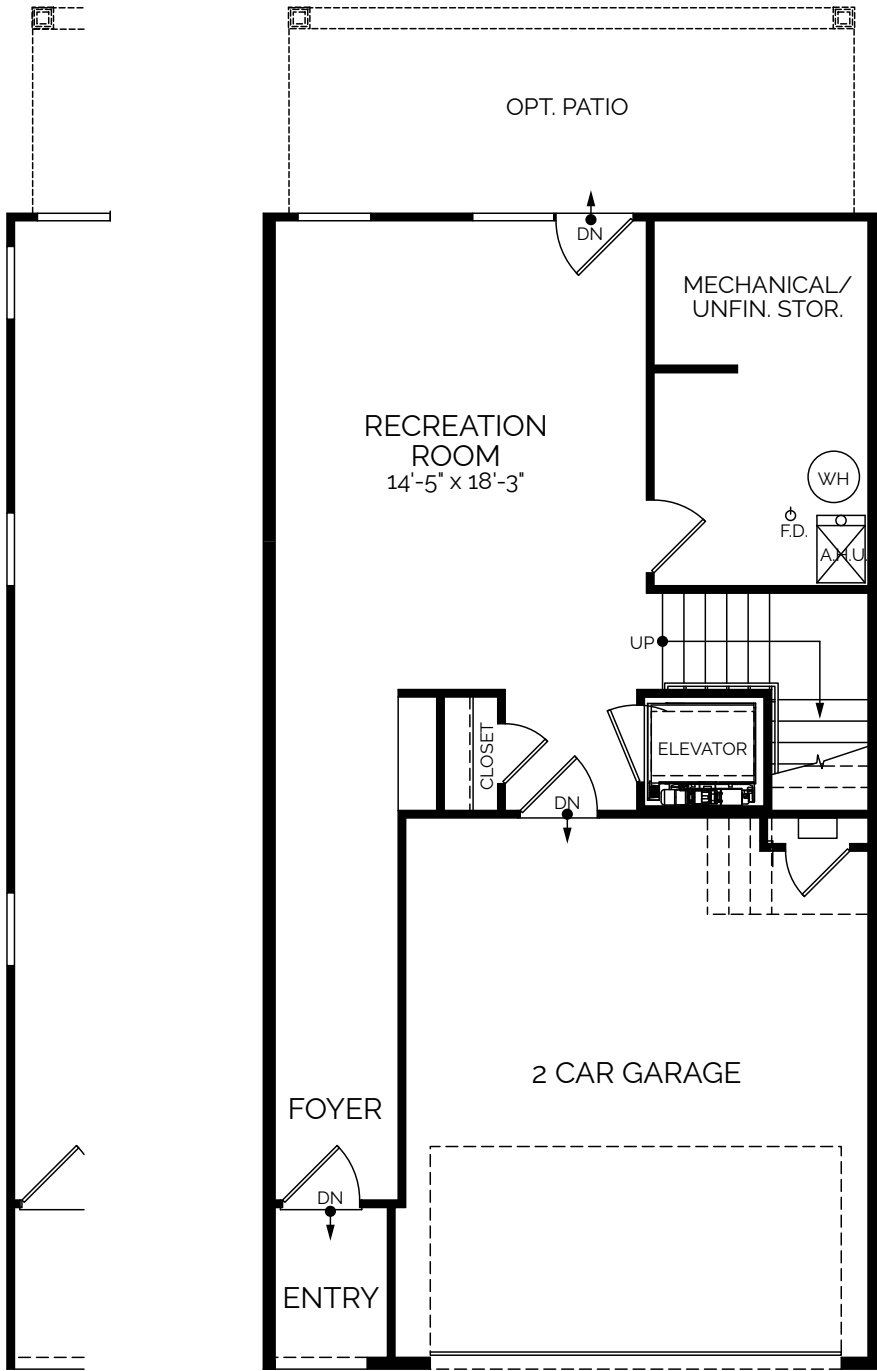 OPT. PATIO
DN
MECHANICAL/
UNFIN. STOR.
RECREATION
ROOM
14'-5" x 18'-3"
WH
F.D.
A.H.U.
UP
CLOSET
ELEVATOR
DN
2 CAR GARAGE
FOYER
DN
ENTRY